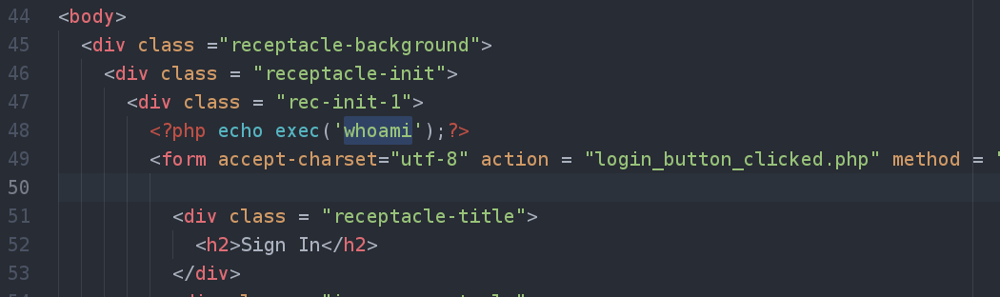 44 <body>
45 <div class ="receptacle-background">
46 <div class = "receptacle-init">
47 <div class = "rec-init-1">
48 <?php echo exec('whoami');?>
49 <form accept-charset="utf-8" action = "login_button_clicked.php" method = "
50
51 <div class = "receptacle-title">
52 <h2>Sign In</h2>
53 </div>